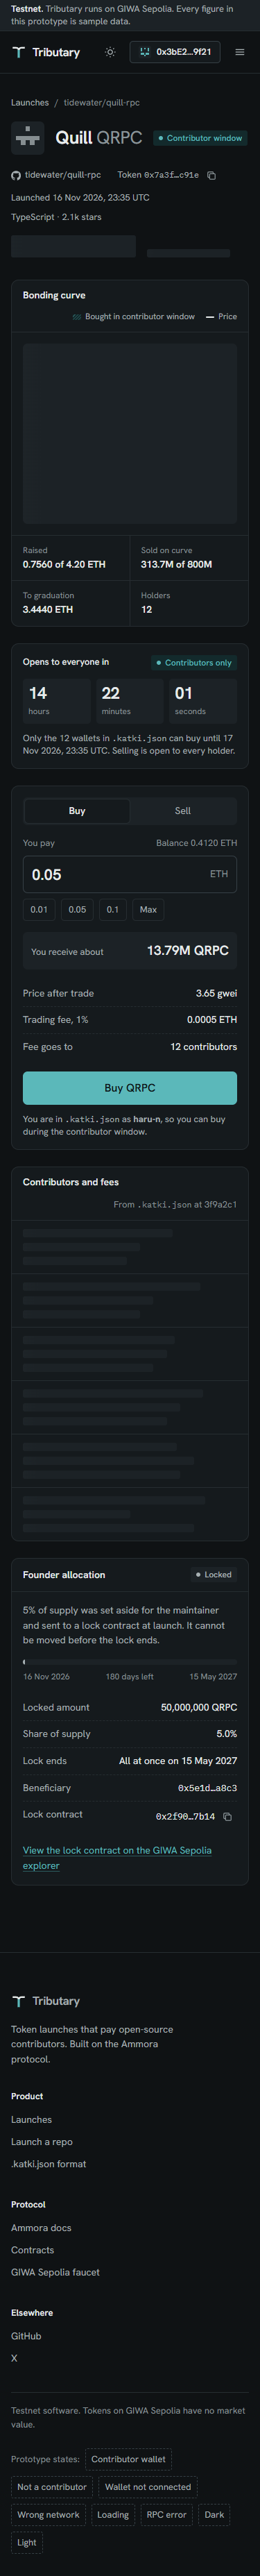 Testnet. Tributary runs on GIWA Sepolia. Every figure in
this prototype is sample data.
Tributary
0x3bE2…9f21
Launches / tidewater/quill-rpc
Quill QRPC
Contributor window
tidewater/quill-rpc
Token 0x7a3f…c91e
Launched 16 Nov 2026, 23:35 UTC
TypeScript · 2.1k stars
Bonding curve
Bought in contributor window
Price
Raised
0.7560 of 4.20 ETH
Sold on curve
313.7M of 800M
To graduation
3.4440 ETH
Holders
12
Opens to everyone in
Contributors only
14
hours
22
minutes
01
seconds
Only the 12 wallets in .katki.json can buy until 17
Nov 2026, 23:35 UTC. Selling is open to every holder.
Buy
Sell
You pay
Balance 0.4120 ETH
0.05
ETH
0.01
0.05
0.1
Max
You receive about
13.79M QRPC
Price after trade
3.65 gwei
Trading fee, 1%
0.0005 ETH
Fee goes to
12 contributors
Buy QRPC
You are in .katki.json as haru-n, so you can buy
during the contributor window.
Contributors and fees
From .katki.json at 3f9a2c1
Founder allocation
Locked
5% of supply was set aside for the maintainer
and sent to a lock contract at launch. It cannot
be moved before the lock ends.
16 Nov 2026
180 days left
15 May 2027
Locked amount
50,000,000 QRPC
Share of supply
5.0%
Lock ends
All at once on 15 May 2027
Beneficiary
0x5e1d…a8c3
Lock contract
0x2f90…7b14
View the lock contract on the GIWA Sepolia
explorer
Tributary
Token launches that pay open-source
contributors. Built on the Ammora
protocol.
Product
Launches
Launch a repo
.katki.json format
Protocol
Ammora docs
Contracts
GIWA Sepolia faucet
Elsewhere
GitHub
X
Testnet software. Tokens on GIWA Sepolia have no market
value.
Prototype states:
Contributor wallet
Not a contributor
Wallet not connected
Wrong network
Loading
RPC error
Dark
Light